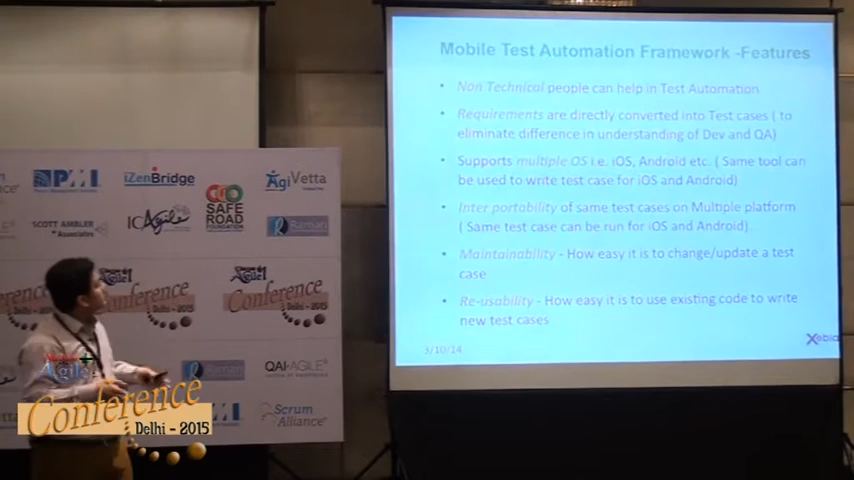 Mobile Test Automation Framework -Features
• Non Technical people can help in Test Automation
• Requirements are directly converted into Test cases ( to
eliminate difference in understanding of Dev and QA)
• Supports multiple OS i.e. iOS, Android etc. ( Same tool can
be used to write test case for iOS and Android)
• Inter portability of same test cases on Multiple platform
( Same test case can be run for iOS and Android).
• Maintainability - How easy it is to change/update a test
case
• Re-usability - How easy it is to use existing code to write
new test cases
3/10/14
Xebia
PMI
iZenBridge
AgiVetta
SCOTT AMBLER
+ Associates
ICAgile
SAFE
ROAD
FOUNDATION
Raman
Agile
Conference
Delhi - 2015
Agile
Conference
Delhi - 2015
Raman
QAI-AGILE
Scrum
Alliance
Agile
Conference
Delhi - 2015